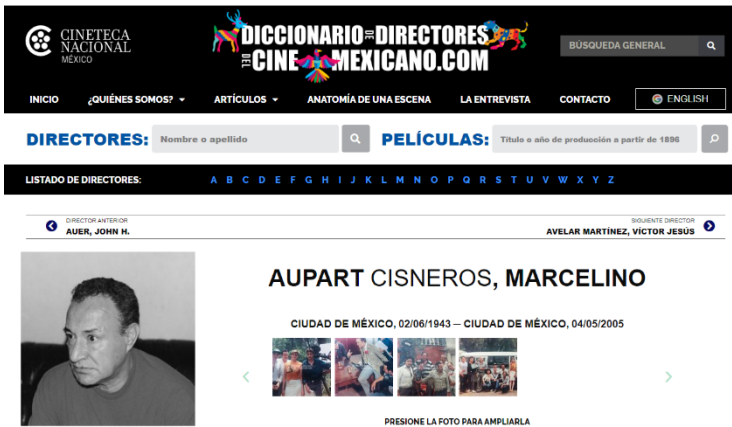 CINETECA
NACIONAL
MÉXICO
DICCIONARIO DE DIRECTORES
DEL CINE MEXICANO.COM
BÚSQUEDA GENERAL
INICIO ¿QUIÉNES SOMOS? ARTÍCULOS ANATOMÍA DE UNA ESCENA LA ENTREVISTA CONTACTO ENGLISH
DIRECTORES: Nombre o apellido PELÍCULAS: Título o año de producción a partir de 1896
LISTADO DE DIRECTORES: A B C D E F G H I J K L M N O P Q R S T U V W X Y Z
DIRECTOR ANTERIOR SIGUIENTE DIRECTOR
AUER, JOHN H. AVELAR MARTÍNEZ, VÍCTOR JESÚS
AUPART CISNEROS, MARCELINO
CIUDAD DE MÉXICO, 02/06/1943 — CIUDAD DE MÉXICO, 04/05/2005
PRESIONE LA FOTO PARA AMPLIARLA